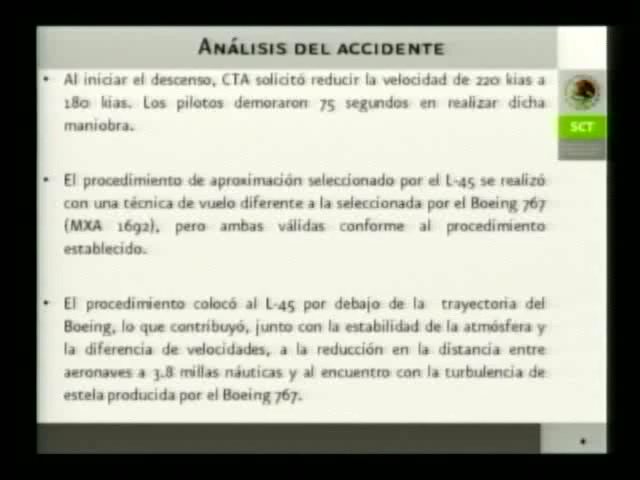 ANÁLISIS DEL ACCIDENTE
• Al iniciar el descenso, CTA solicitó reducir la velocidad de 220 kias a
180 kias. Los pilotos demoraron 75 segundos en realizar dicha
maniobra.
SCT
• El procedimiento de aproximación seleccionado por el L-45 se realizó
con una técnica de vuelo diferente a la seleccionada por el Boeing 767
(MXA 1692), pero ambas válidas conforme al procedimiento
establecido.
• El procedimiento colocó al L-45 por debajo de la trayectoria del
Boeing, lo que contribuyó, junto con la estabilidad de la atmósfera y
la diferencia de velocidades, a la reducción en la distancia entre
aeronaves a 3.8 millas náuticas y al encuentro con la turbulencia de
estela producida por el Boeing 767.